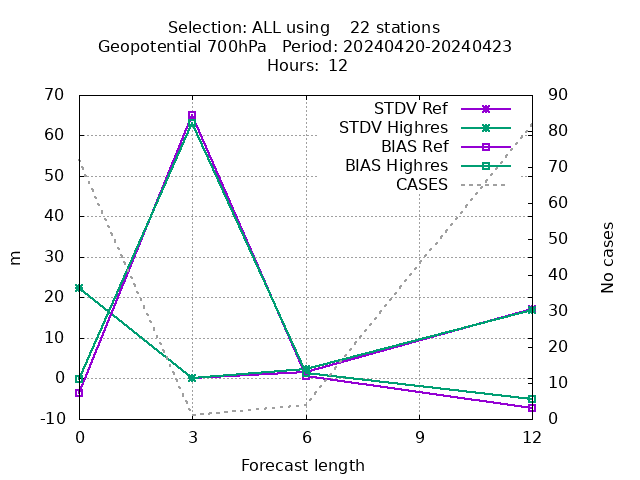 Selection: ALL using    22 stations
Geopotential 700hPa   Period: 20240420-20240423
Hours: 12
70 90
STDV Ref
STDV Highres
BIAS Ref
BIAS Highres
CASES
60
50
40
30
20
10
0
-10
80
70
60
50
40
30
20
10
0
m
No cases
0 3 6 9 12
Forecast length